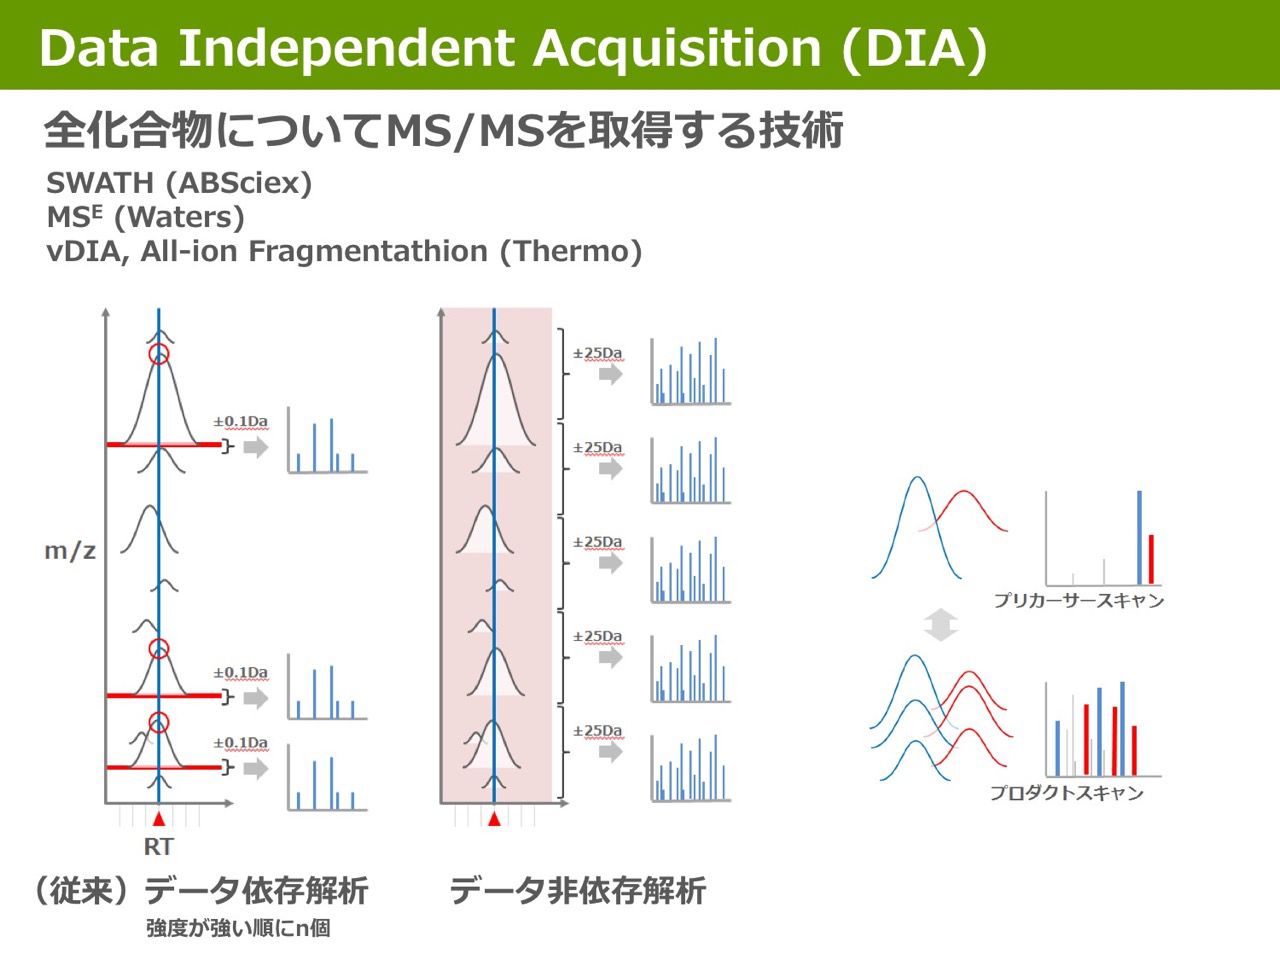 Data Independent Acquisition (DIA)
全化合物についてMS/MSを取得する技術
SWATH (ABSciex)
MSE (Waters)
vDIA, All-ion Fragmentathion (Thermo)
±0.1Da
±0.1Da
±0.1Da
m/z
RT
±25Da
±25Da
±25Da
±25Da
±25Da
プリカーサースキャン
プロダクトスキャン
（従来）データ依存解析
強度が強い順にn個
データ非依存解析